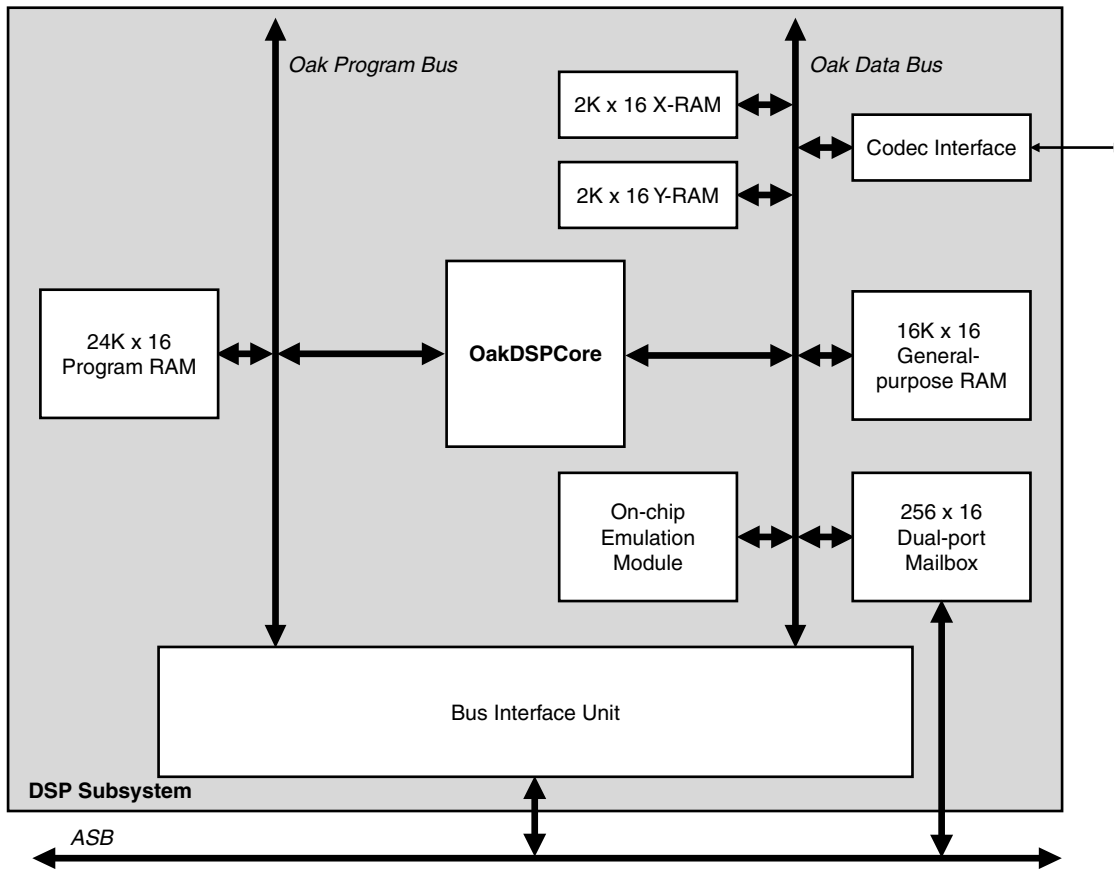 Oak Program Bus
Oak Data Bus
2K x 16 X-RAM
Codec Interface
2K x 16 Y-RAM
24K x 16
Program RAM
OakDSPCore
16K x 16
General-
purpose RAM
On-chip
Emulation
Module
256 x 16
Dual-port
Mailbox
Bus Interface Unit
DSP Subsystem
ASB